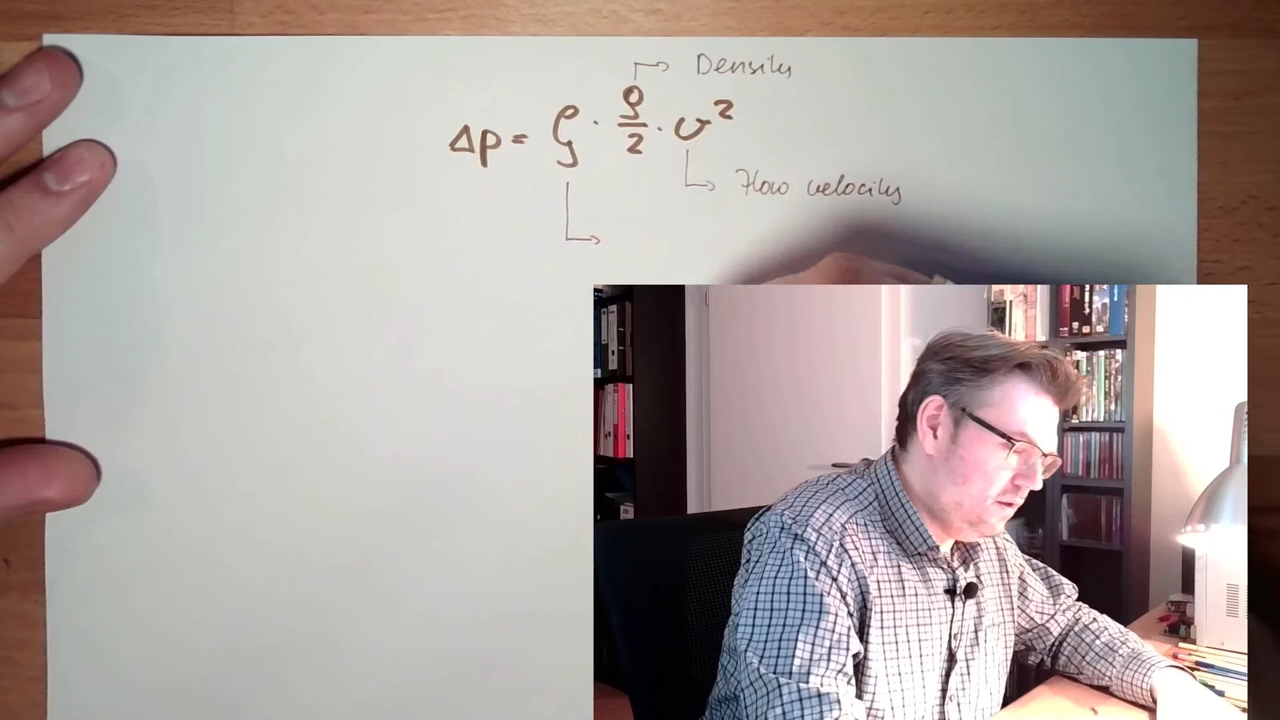 Density
Δp = ζ · ρ/2 · v²
Flow velocity